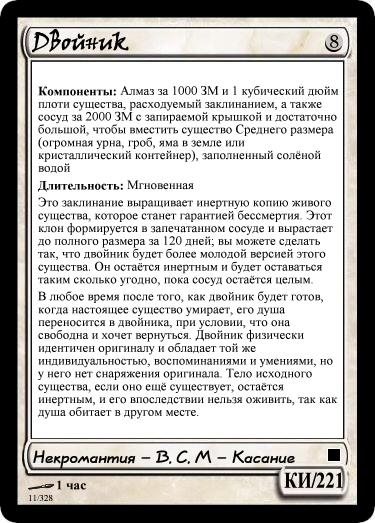 Двойник
8
Компоненты: Алмаз за 1000 ЗМ и 1 кубический дюйм
плоти существа, расходуемый заклинанием, а также
сосуд за 2000 ЗМ с запираемой крышкой и достаточно
большой, чтобы вместить существо Среднего размера
(огромная урна, гроб, яма в земле или
кристаллический контейнер), заполненный солёной
водой
Длительность: Мгновенная
Это заклинание выращивает инертную копию живого
существа, которое станет гарантией бессмертия. Этот
клон формируется в запечатанном сосуде и вырастает
до полного размера за 120 дней; вы можете сделать
так, что двойник будет более молодой версией этого
существа. Он остаётся инертным и будет оставаться
таким сколько угодно, пока сосуд остаётся целым.
В любое время после того, как двойник будет готов,
когда настоящее существо умирает, его душа
переносится в двойника, при условии, что она
свободна и хочет вернуться. Двойник физически
идентичен оригиналу и обладает той же
индивидуальностью, воспоминаниями и умениями, но
у него нет снаряжения оригинала. Тело исходного
существа, если оно ещё существует, остаётся
инертным, и его впоследствии нельзя оживить, так как
душа обитает в другом месте.
Некромантия – В, С, М – Касание
КИ/221
1 час
11/328